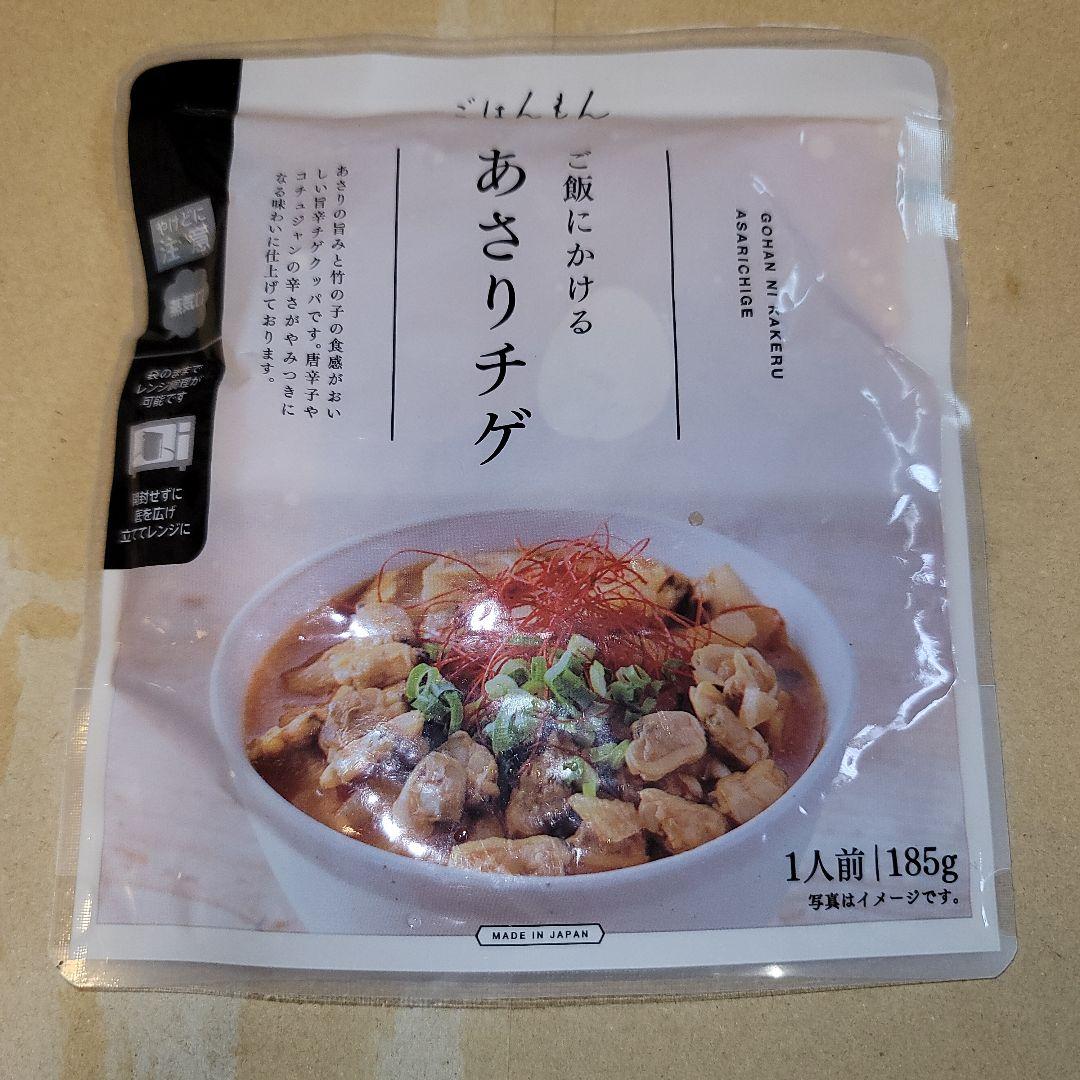 ごはんもん
GOHAN NI KAKERU
ASARICHIGE
ご飯にかける
あさりチゲ
あさりの旨みと竹の子の食感がおい
しい旨辛チゲクッパです。唐辛子や
コチュジャンの辛さがやみつきに
なる味わいに仕上げております。
やけどに
注意
袋のままで
レンジ調理が
可能です
開封せずに
底を広げ
立ててレンジに
1人前|185g
写真はイメージです。
MADE IN JAPAN